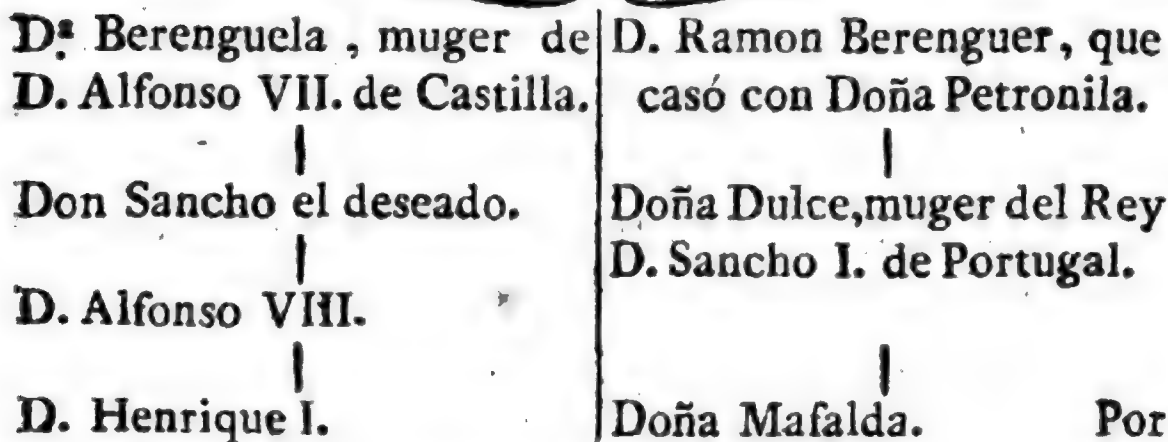 Dª Berenguela , muger de
D. Alfonso VII. de Castilla.
Don Sancho el deseado.
D. Alfonso VIII.
D. Henrique I.
D. Ramon Berenguer, que
casó con Doña Petronila.
Doña Dulce,muger del Rey
D. Sancho I. de Portugal.
Doña Mafalda. Por